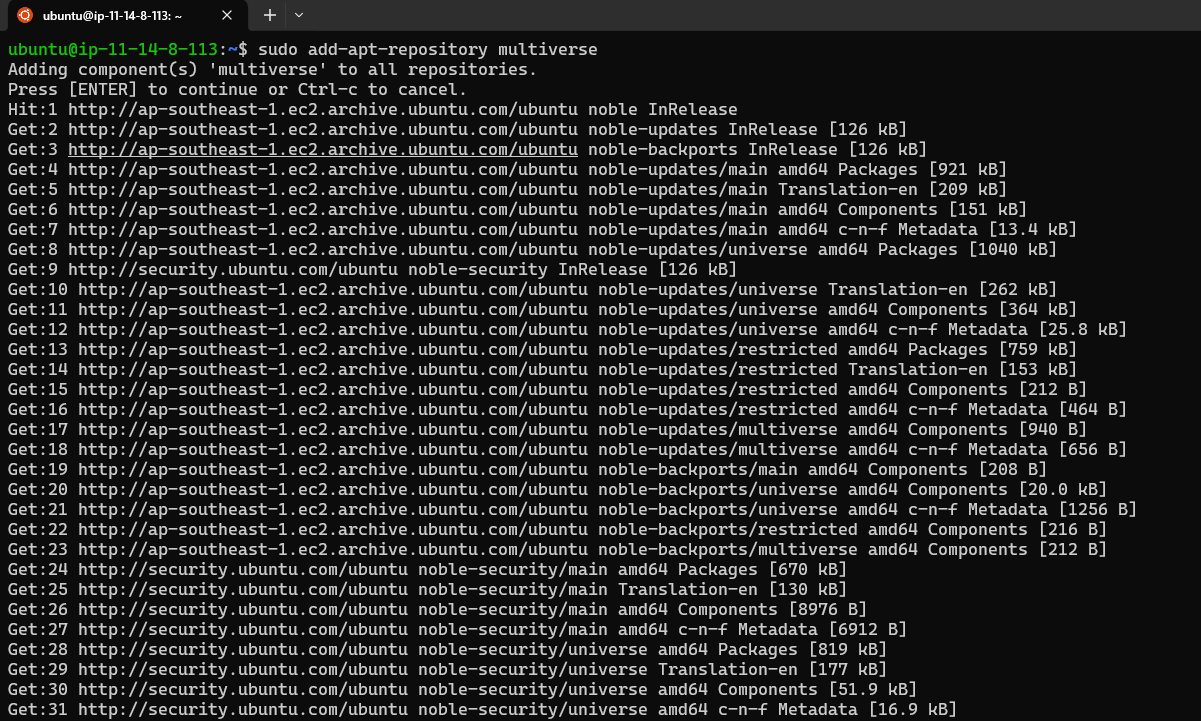 ubuntu@ip-11-14-8-113: ~
ubuntu@ip-11-14-8-113:~$ sudo add-apt-repository multiverse
Adding component(s) 'multiverse' to all repositories.
Press [ENTER] to continue or Ctrl-c to cancel.
Hit:1 http://ap-southeast-1.ec2.archive.ubuntu.com/ubuntu noble InRelease
Get:2 http://ap-southeast-1.ec2.archive.ubuntu.com/ubuntu noble-updates InRelease [126 kB]
Get:3 http://ap-southeast-1.ec2.archive.ubuntu.com/ubuntu noble-backports InRelease [126 kB]
Get:4 http://ap-southeast-1.ec2.archive.ubuntu.com/ubuntu noble-updates/main amd64 Packages [921 kB]
Get:5 http://ap-southeast-1.ec2.archive.ubuntu.com/ubuntu noble-updates/main Translation-en [209 kB]
Get:6 http://ap-southeast-1.ec2.archive.ubuntu.com/ubuntu noble-updates/main amd64 Components [151 kB]
Get:7 http://ap-southeast-1.ec2.archive.ubuntu.com/ubuntu noble-updates/main amd64 c-n-f Metadata [13.4 kB]
Get:8 http://ap-southeast-1.ec2.archive.ubuntu.com/ubuntu noble-updates/universe amd64 Packages [1040 kB]
Get:9 http://security.ubuntu.com/ubuntu noble-security InRelease [126 kB]
Get:10 http://ap-southeast-1.ec2.archive.ubuntu.com/ubuntu noble-updates/universe Translation-en [262 kB]
Get:11 http://ap-southeast-1.ec2.archive.ubuntu.com/ubuntu noble-updates/universe amd64 Components [364 kB]
Get:12 http://ap-southeast-1.ec2.archive.ubuntu.com/ubuntu noble-updates/universe amd64 c-n-f Metadata [25.8 kB]
Get:13 http://ap-southeast-1.ec2.archive.ubuntu.com/ubuntu noble-updates/restricted amd64 Packages [759 kB]
Get:14 http://ap-southeast-1.ec2.archive.ubuntu.com/ubuntu noble-updates/restricted Translation-en [153 kB]
Get:15 http://ap-southeast-1.ec2.archive.ubuntu.com/ubuntu noble-updates/restricted amd64 Components [212 B]
Get:16 http://ap-southeast-1.ec2.archive.ubuntu.com/ubuntu noble-updates/restricted amd64 c-n-f Metadata [464 B]
Get:17 http://ap-southeast-1.ec2.archive.ubuntu.com/ubuntu noble-updates/multiverse amd64 Components [940 B]
Get:18 http://ap-southeast-1.ec2.archive.ubuntu.com/ubuntu noble-updates/multiverse amd64 c-n-f Metadata [656 B]
Get:19 http://ap-southeast-1.ec2.archive.ubuntu.com/ubuntu noble-backports/main amd64 Components [208 B]
Get:20 http://ap-southeast-1.ec2.archive.ubuntu.com/ubuntu noble-backports/universe amd64 Components [20.0 kB]
Get:21 http://ap-southeast-1.ec2.archive.ubuntu.com/ubuntu noble-backports/universe amd64 c-n-f Metadata [1256 B]
Get:22 http://ap-southeast-1.ec2.archive.ubuntu.com/ubuntu noble-backports/restricted amd64 Components [216 B]
Get:23 http://ap-southeast-1.ec2.archive.ubuntu.com/ubuntu noble-backports/multiverse amd64 Components [212 B]
Get:24 http://security.ubuntu.com/ubuntu noble-security/main amd64 Packages [670 kB]
Get:25 http://security.ubuntu.com/ubuntu noble-security/main Translation-en [130 kB]
Get:26 http://security.ubuntu.com/ubuntu noble-security/main amd64 Components [8976 B]
Get:27 http://security.ubuntu.com/ubuntu noble-security/main amd64 c-n-f Metadata [6912 B]
Get:28 http://security.ubuntu.com/ubuntu noble-security/universe amd64 Packages [819 kB]
Get:29 http://security.ubuntu.com/ubuntu noble-security/universe Translation-en [177 kB]
Get:30 http://security.ubuntu.com/ubuntu noble-security/universe amd64 Components [51.9 kB]
Get:31 http://security.ubuntu.com/ubuntu noble-security/universe amd64 c-n-f Metadata [16.9 kB]